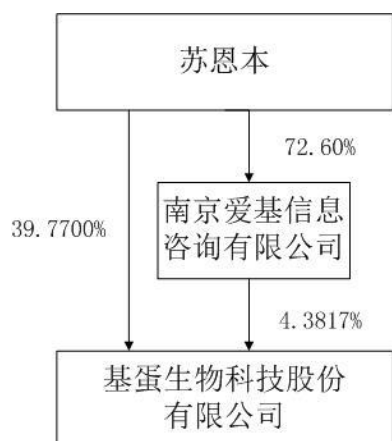 苏恩本
72.60%
南京爱基信息
咨询有限公司
39.7700%
4.3817%
基蛋生物科技股份
有限公司